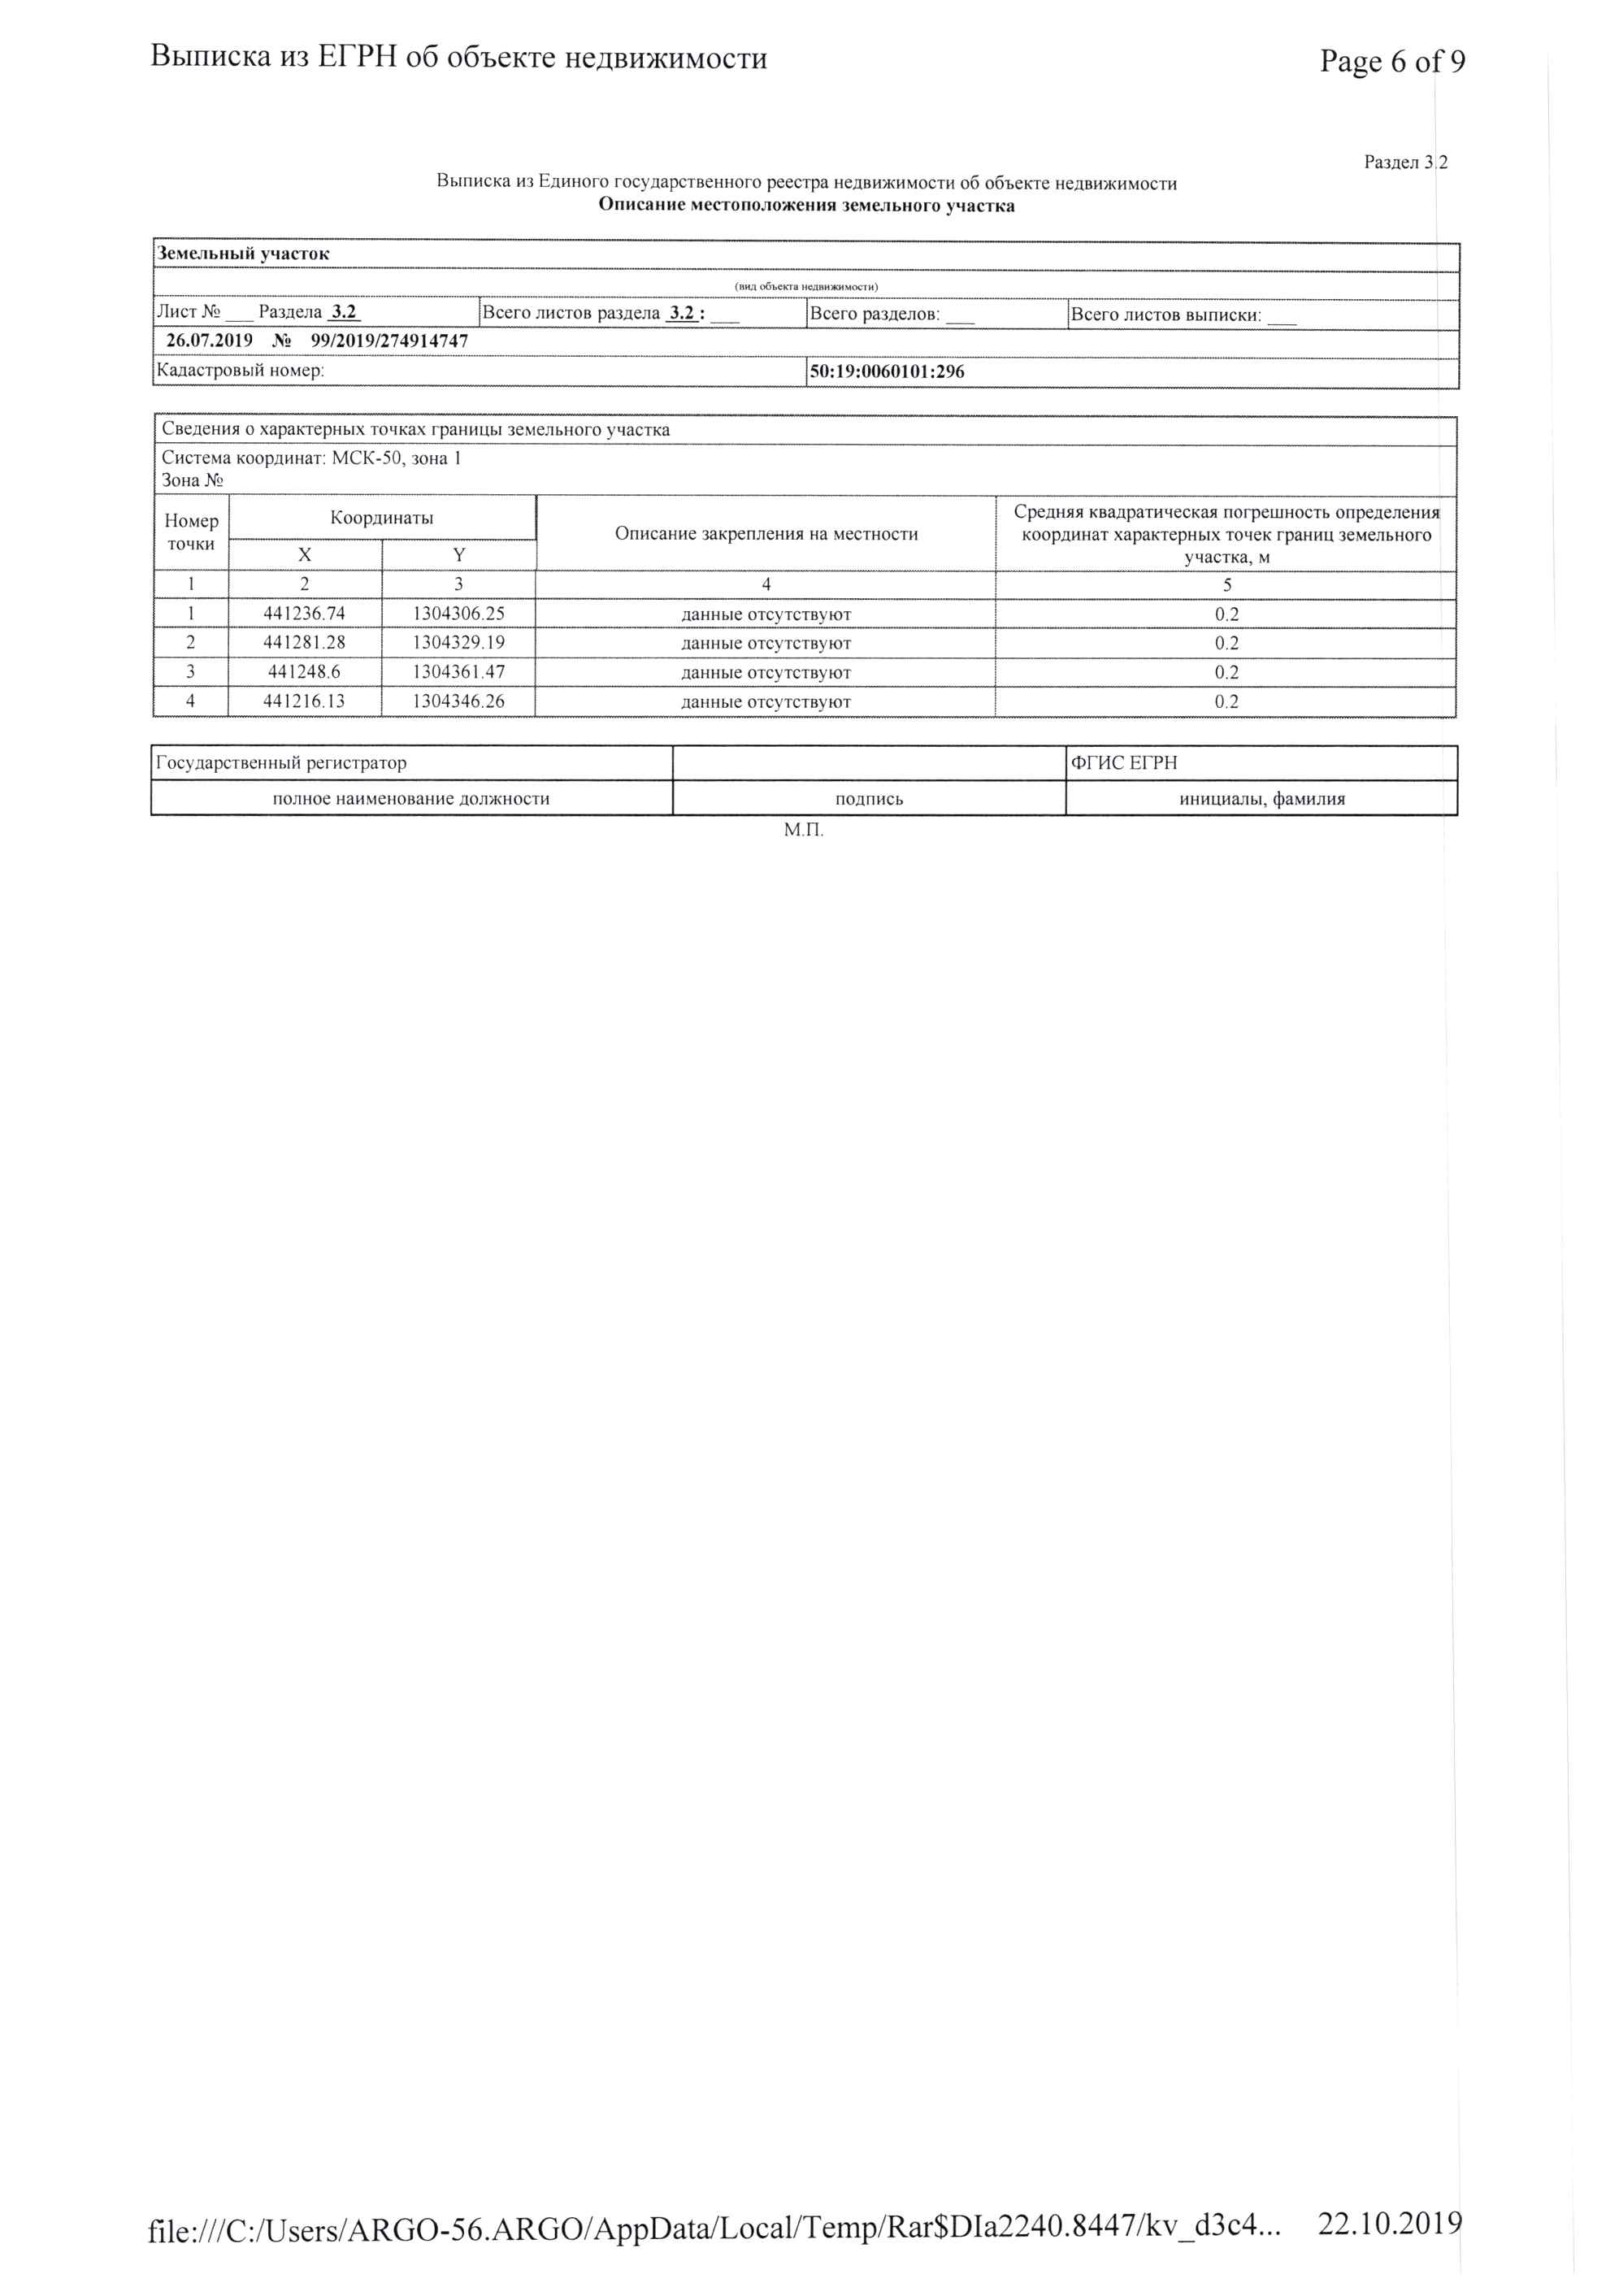 Выписка из ЕГРН об объекте недвижимости
Page 6 of 9
Раздел 3.2
Выписка из Единого государственного реестра недвижимости об объекте недвижимости
Описание местоположения земельного участка
Земельный участок
(вид объекта недвижимости)
Лист № ___ Раздела 3.2 Всего листов раздела 3.2 : ___ Всего разделов: ___ Всего листов выписки: ___
26.07.2019 № 99/2019/274914747
Кадастровый номер: 50:19:0060101:296
Сведения о характерных точках границы земельного участка
Система координат: МСК-50, зона 1
Зона №
Номер точки
Координаты
X Y
Описание закрепления на местности
Средняя квадратическая погрешность определения
координат характерных точек границ земельного
участка, м
1 2 3 4 5
1 441236.74 1304306.25 данные отсутствуют 0.2
2 441281.28 1304329.19 данные отсутствуют 0.2
3 441248.6 1304361.47 данные отсутствуют 0.2
4 441216.13 1304346.26 данные отсутствуют 0.2
Государственный регистратор ФГИС ЕГРН
полное наименование должности подпись инициалы, фамилия
М.П.
file:///C:/Users/ARGO-56.ARGO/AppData/Local/Temp/Rar$DIa2240.8447/kv_d3c4... 22.10.2019